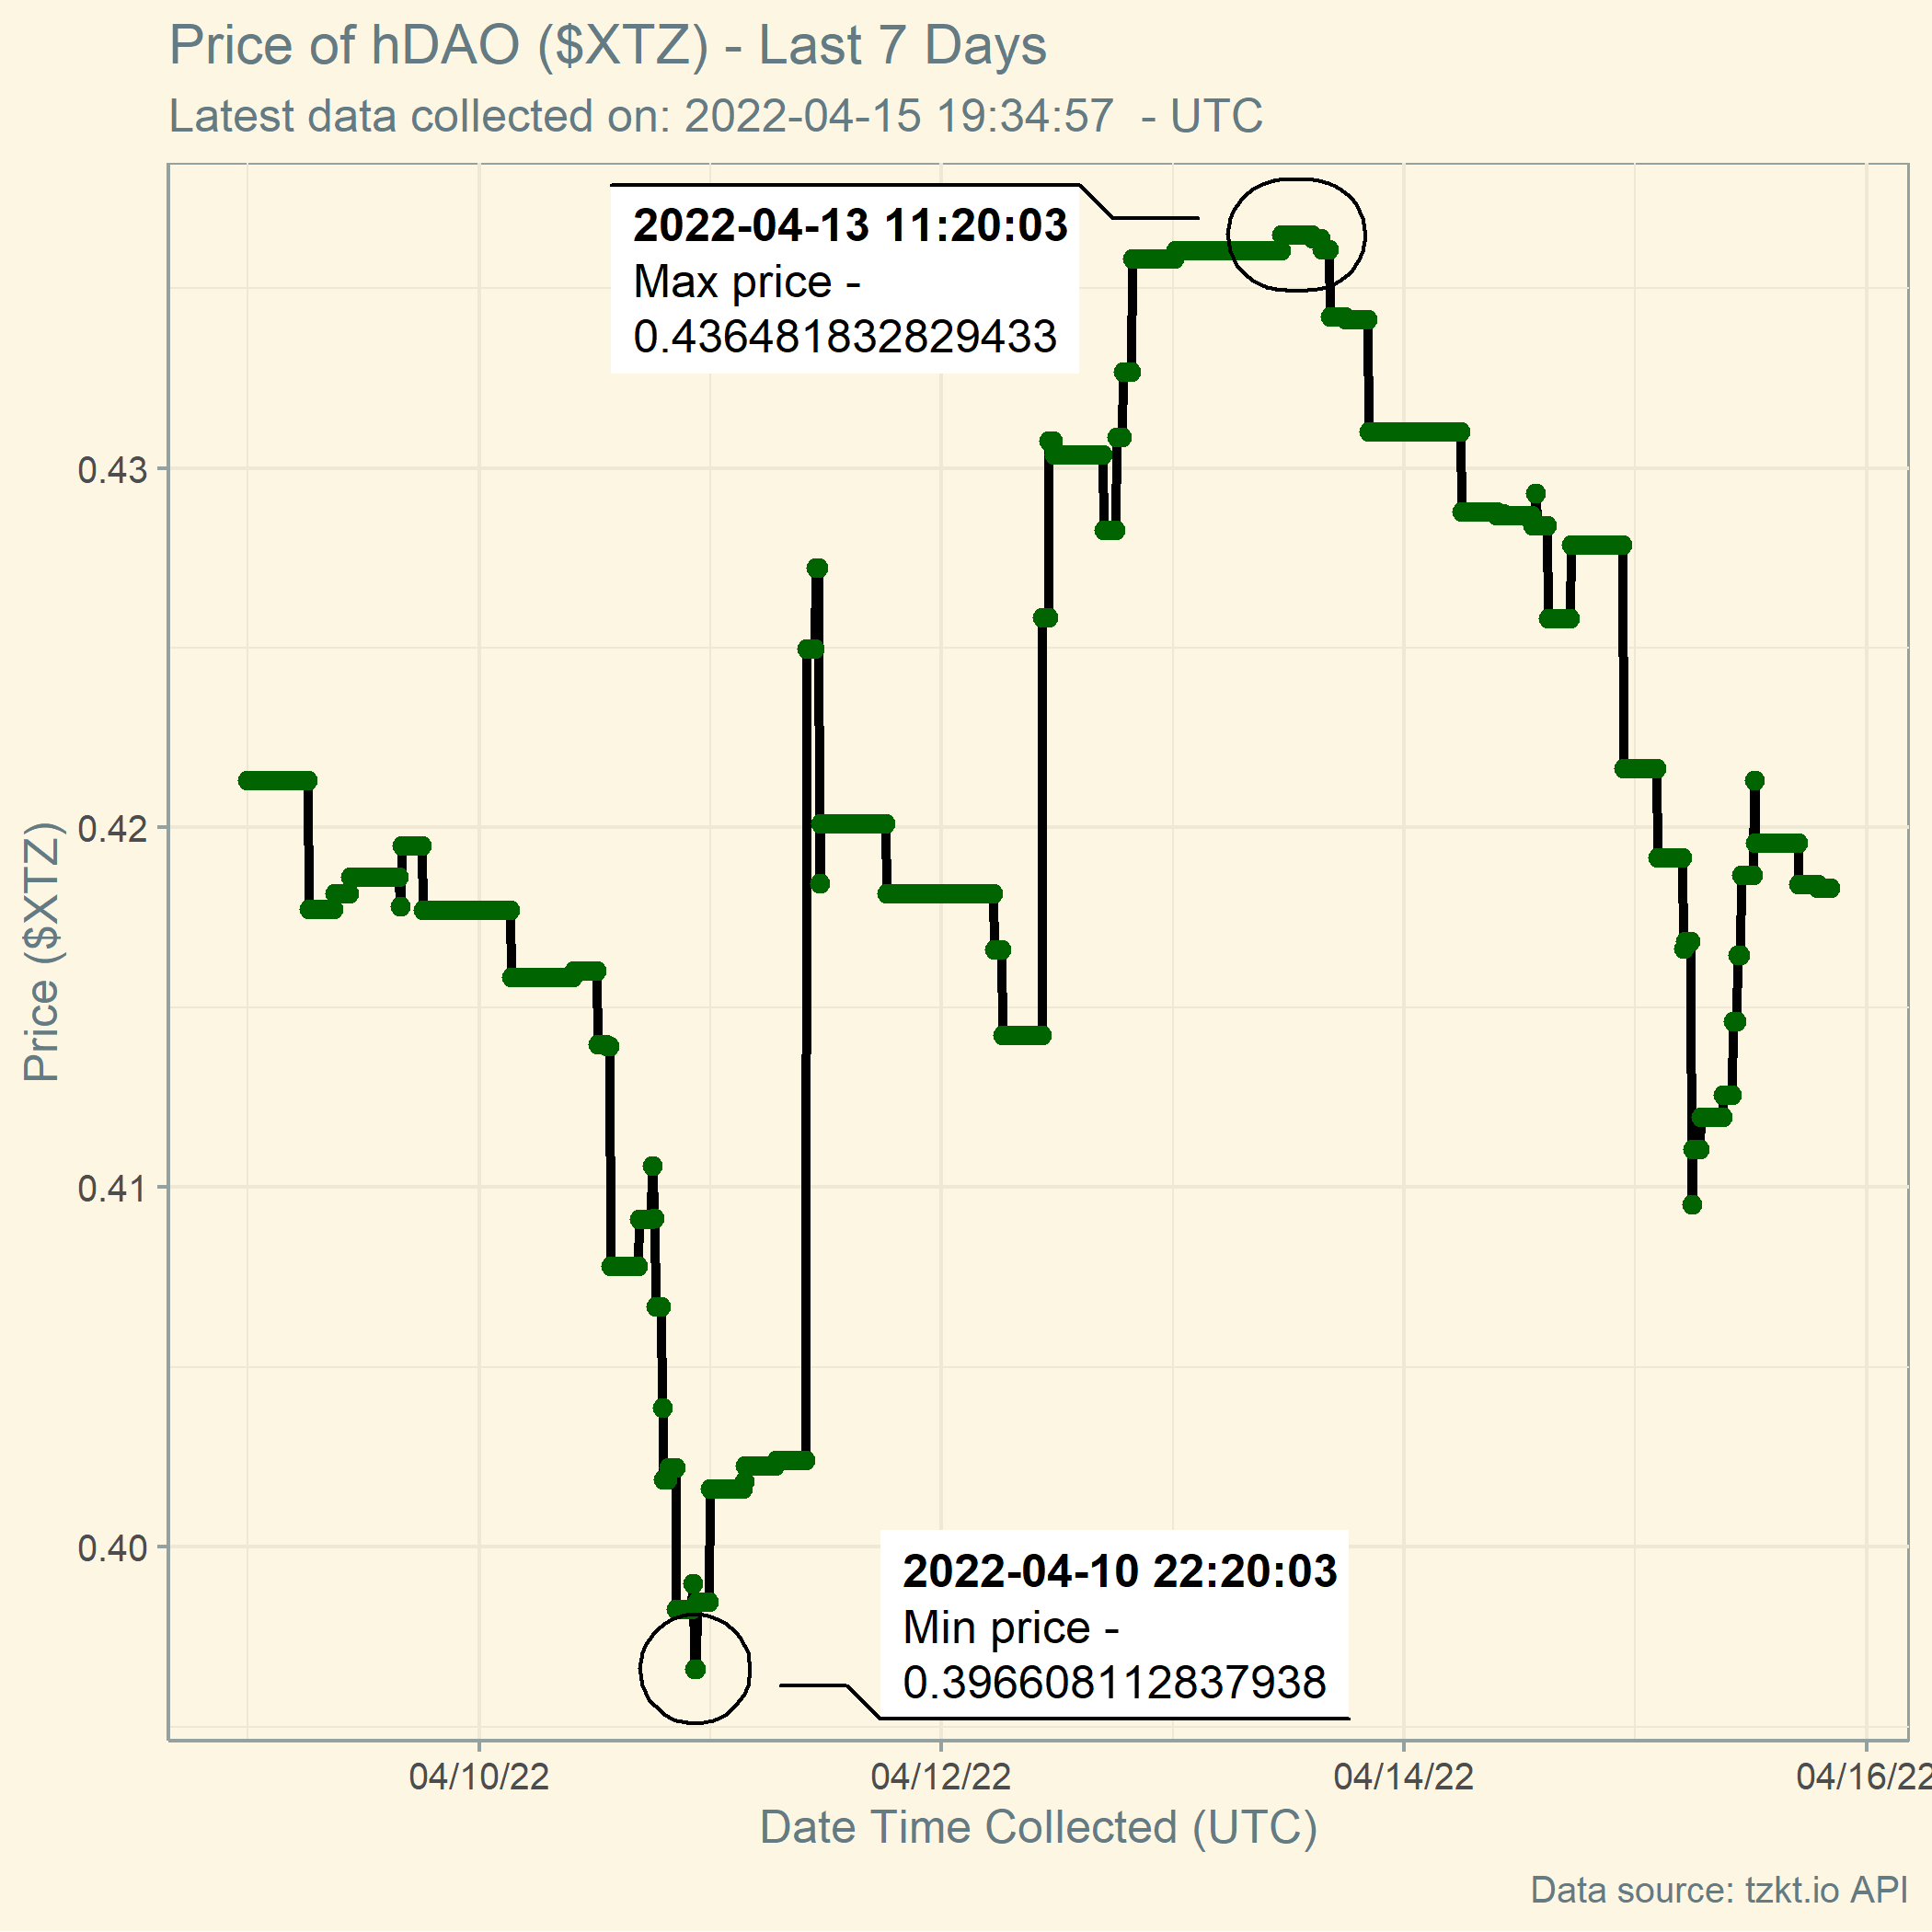 Price of hDAO ($XTZ) - Last 7 Days
Latest data collected on: 2022-04-15 19:34:57  - UTC
2022-04-13 11:20:03
Max price -
0.436481832829433
0.43
0.42
0.41
0.40
Price ($XTZ)
2022-04-10 22:20:03
Min price -
0.396608112837938
04/10/22
04/12/22
04/14/22
04/16/22
Date Time Collected (UTC)
Data source: tzkt.io API